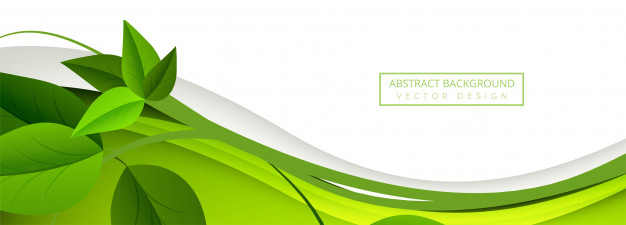 ABSTRACT BACKGROUND
VECTOR DESIGN